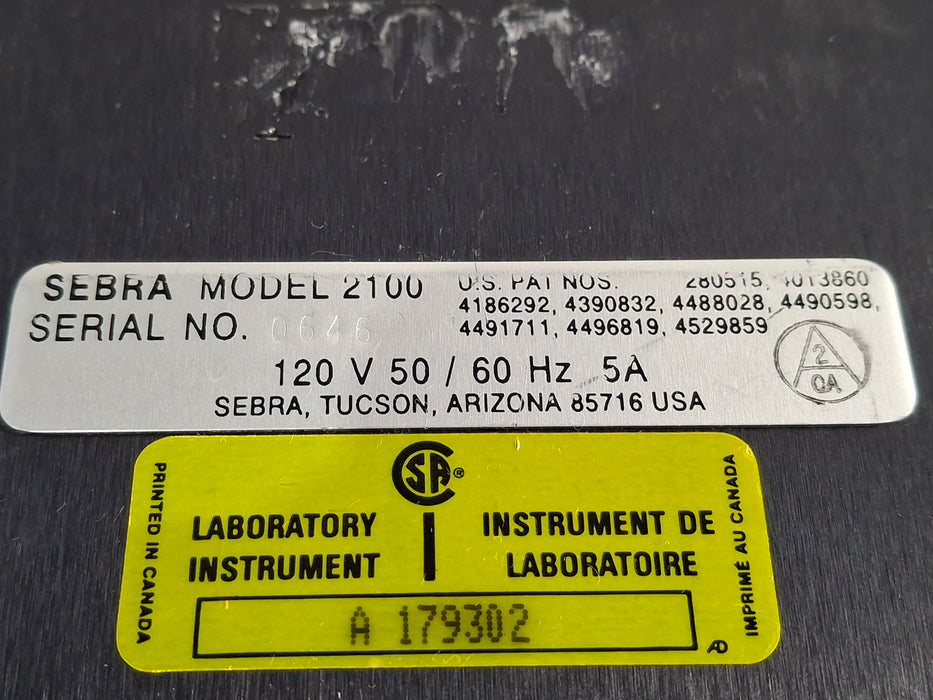 SEBRA MODEL 2100
SERIAL NO. 0646
U.S. PAT NOS. 280515, 4013860
4186292, 4390832, 4488028, 4490598,
4491711, 4496819, 4529859
120 V 50 / 60 Hz 5A
SEBRA, TUCSON, ARIZONA 85716 USA
A
2
QA
PRINTED IN CANADA
CSA®
LABORATORY
INSTRUMENT
INSTRUMENT DE
LABORATOIRE
A 179302
IMPRIMÉ AU CANADA